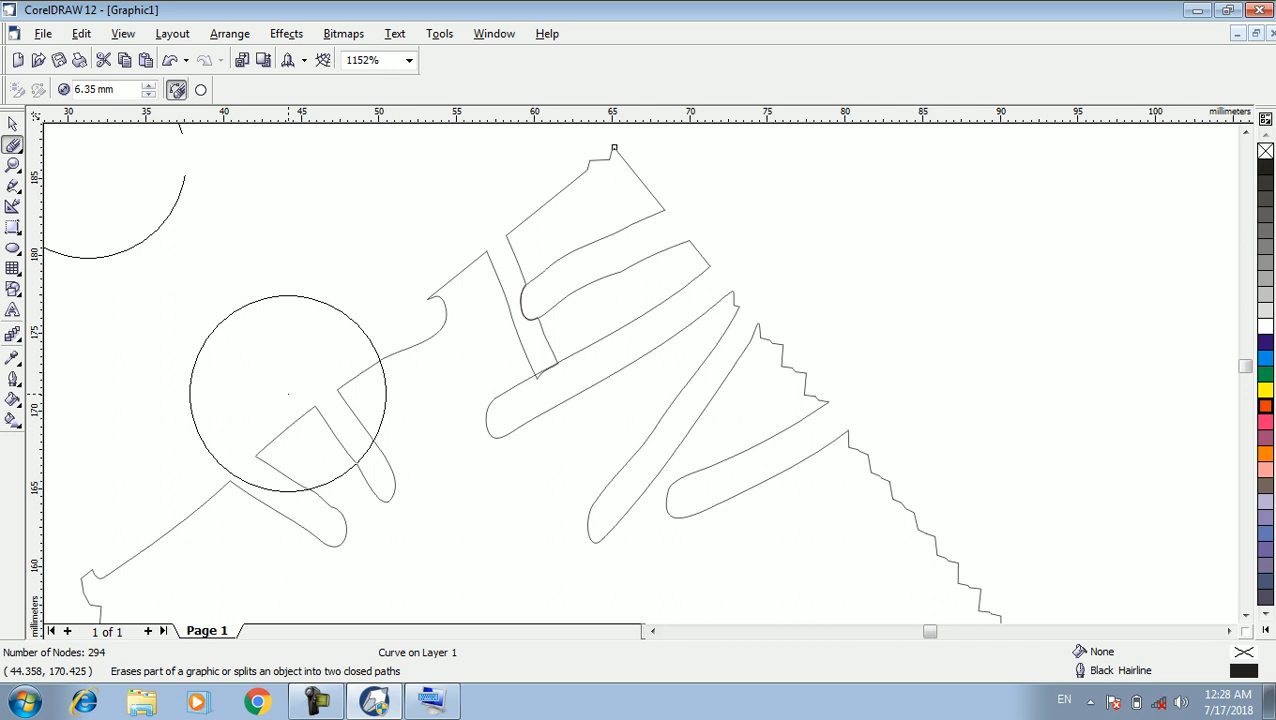 CorelDRAW 12 - [Graphic1]
File Edit View Layout Arrange Effects Bitmaps Text Tools Window Help
1152%
6.35 mm
30 35 40 45 50 55 60 65 70 75 80 85 90 95 100 millimeters
185
180
175
170
165
160
millimeters
1 of 1 Page 1
Number of Nodes: 294 Curve on Layer 1 None
(44.358, 170.425) Erases part of a graphic or splits an object into two closed paths Black Hairline
EN 12:28 AM
7/17/2018